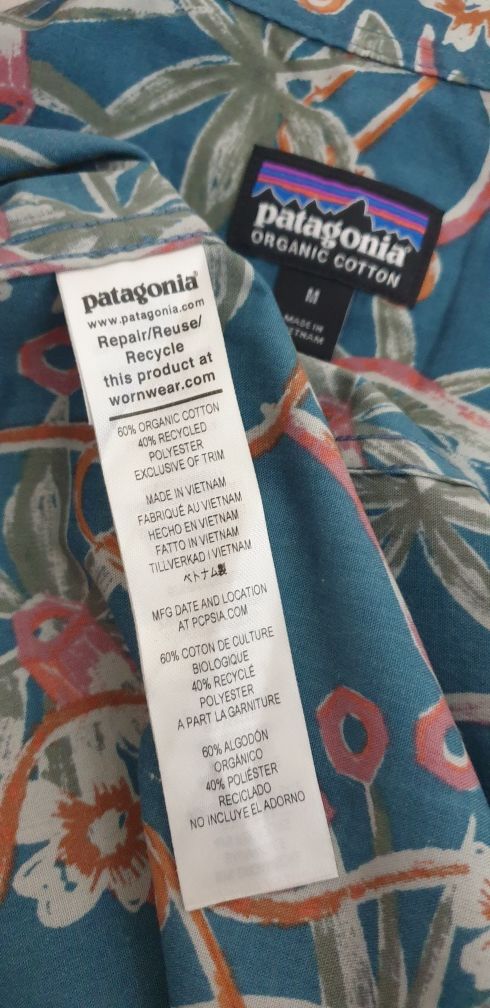 patagonia®
ORGANIC COTTON
M
MADE IN
VIETNAM
patagonia®
www.patagonia.com
Repair/Reuse/
Recycle
this product at
wornwear.com
60% ORGANIC COTTON
40% RECYCLED
POLYESTER
EXCLUSIVE OF TRIM
MADE IN VIETNAM
FABRIQUÉ AU VIETNAM
HECHO EN VIETNAM
FATTO IN VIETNAM
TILLVERKAD I VIETNAM
ベトナム製
MFG DATE AND LOCATION
AT PCPSIA.COM
60% COTON DE CULTURE
BIOLOGIQUE
40% RECYCLÉ
POLYESTER
A PART LA GARNITURE
60% ALGODÓN
ORGÁNICO
40% POLIÉSTER
RECICLADO
NO INCLUYE EL ADORNO